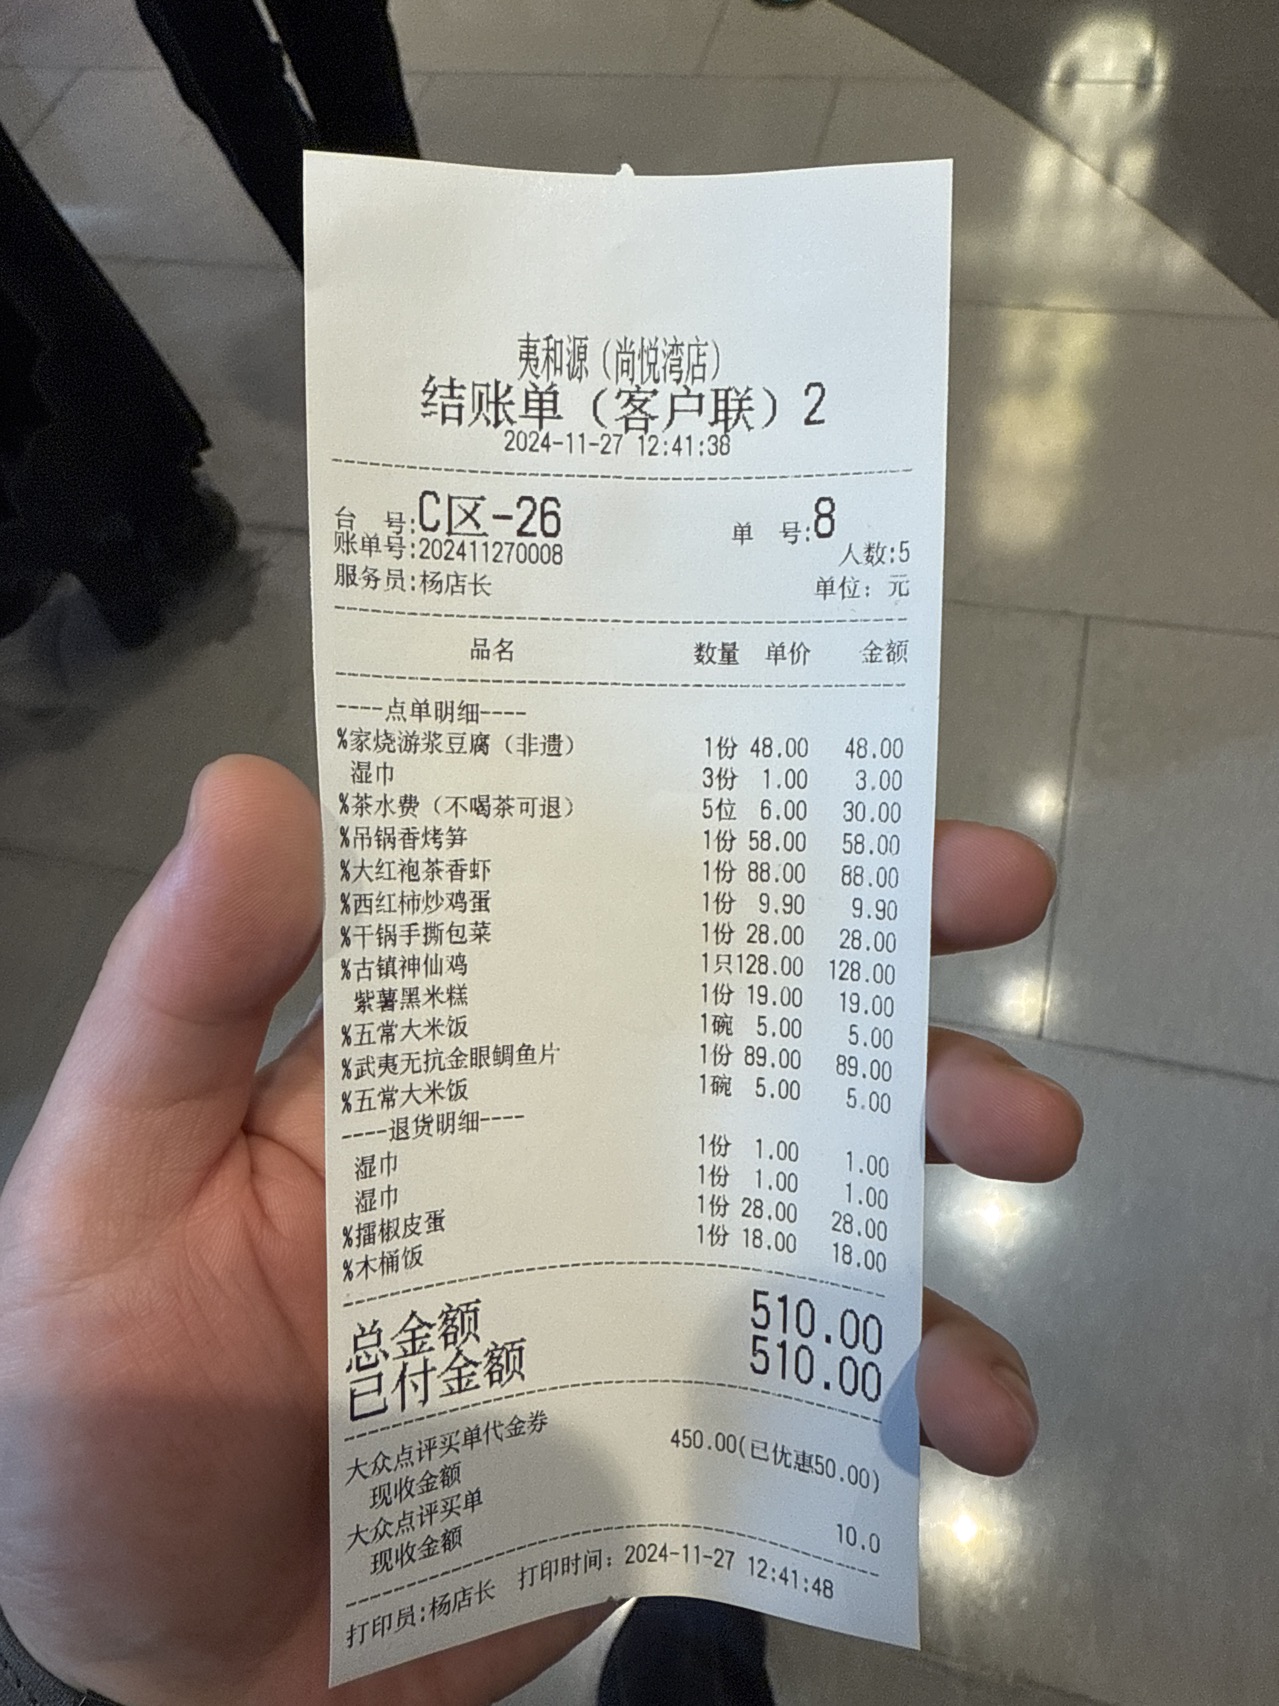 夷和源（尚悦湾店）
结账单（客户联）2
2024-11-27 12:41:38
台 号:C区-26 单 号:8
账单号:202411270008 人数:5
服务员:杨店长 单位: 元
品名 数量 单价 金额
----点单明细----
%家烧游浆豆腐（非遗） 1份 48.00 48.00
湿巾 3份 1.00 3.00
%茶水费（不喝茶可退） 5位 6.00 30.00
%吊锅香烤笋 1份 58.00 58.00
%大红袍茶香虾 1份 88.00 88.00
%西红柿炒鸡蛋 1份 9.90 9.90
%干锅手撕包菜 1份 28.00 28.00
%古镇神仙鸡 1只128.00 128.00
紫薯黑米糕 1份 19.00 19.00
%五常大米饭 1碗 5.00 5.00
%武夷无抗金眼鲷鱼片 1份 89.00 89.00
%五常大米饭 1碗 5.00 5.00
----退货明细----
湿巾 1份 1.00 1.00
湿巾 1份 1.00 1.00
%擂椒皮蛋 1份 28.00 28.00
%木桶饭 1份 18.00 18.00
总金额 510.00
已付金额 510.00
大众点评买单代金券
现收金额 450.00(已优惠50.00)
大众点评买单
现收金额 10.0
打印员:杨店长 打印时间: 2024-11-27 12:41:48